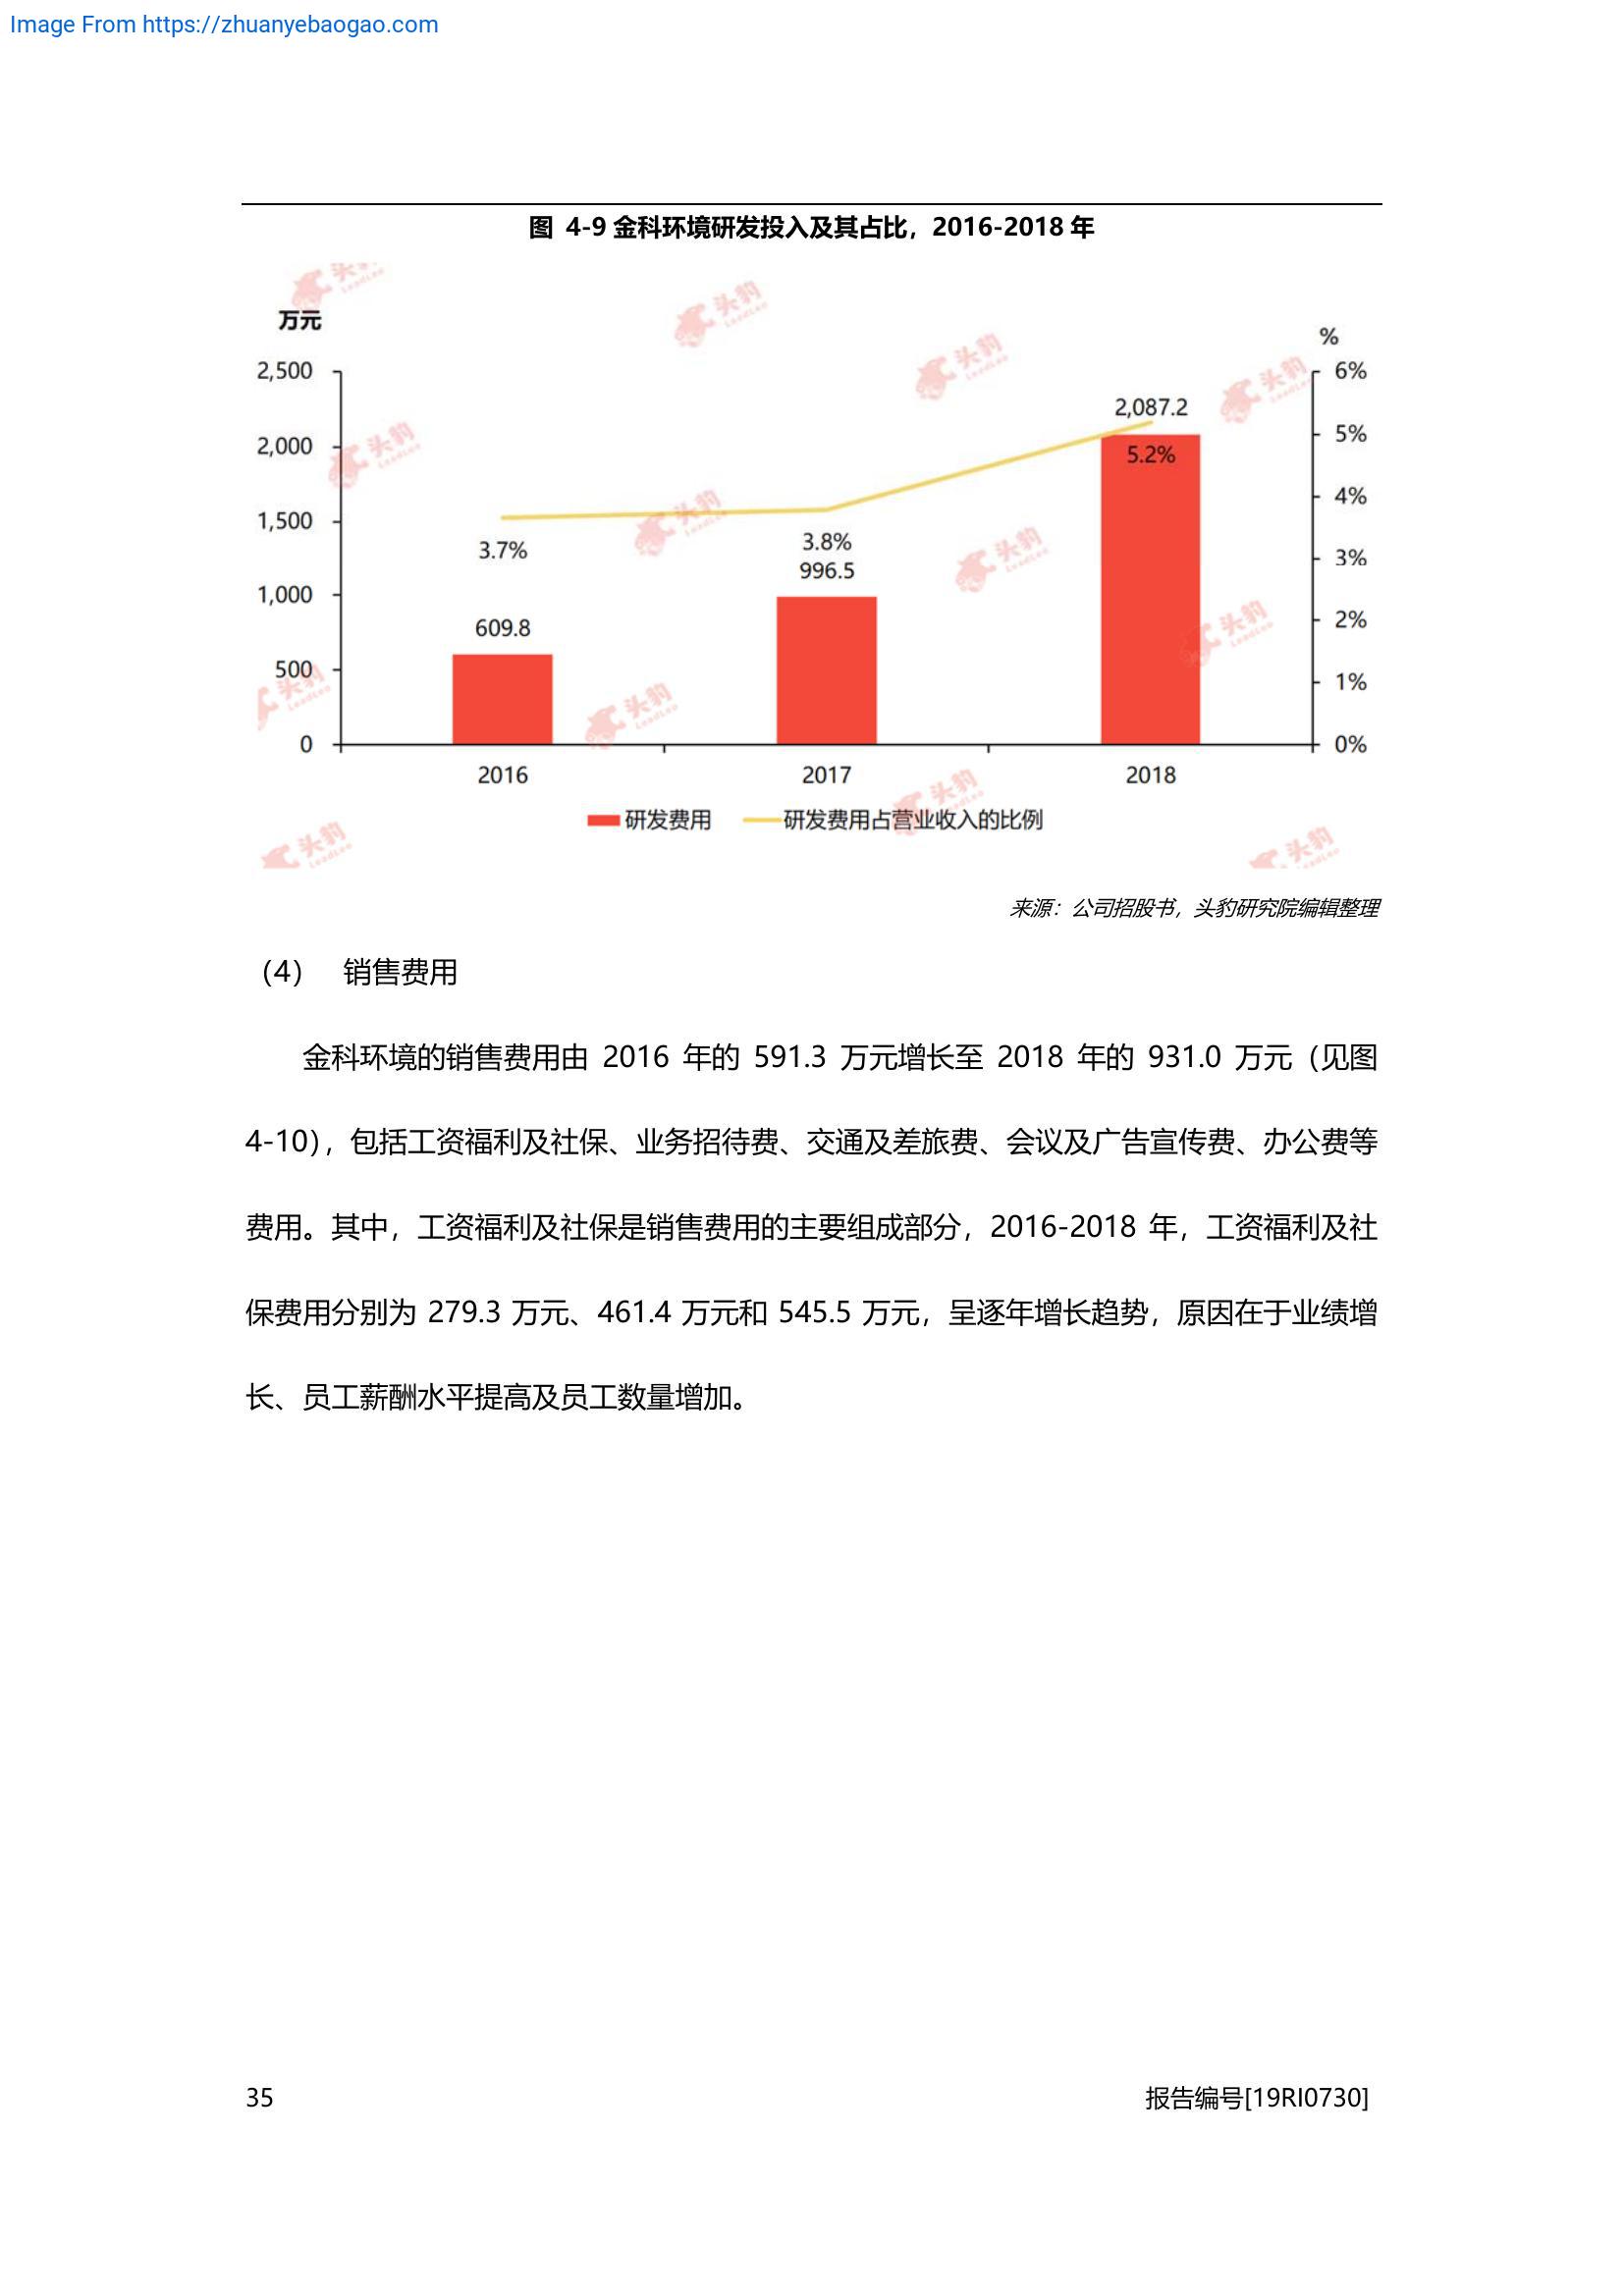 Image From https://zhuanyebaogao.com
图 4-9 金科环境研发投入及其占比，2016-2018 年
万元
%
2,500
2,000
1,500
1,000
500
0
6%
5%
4%
3%
2%
1%
0%
2,087.2
5.2%
3.7%
3.8%
996.5
609.8
2016
2017
2018
研发费用
研发费用占营业收入的比例
头豹
LeadLeo
来源：公司招股书，头豹研究院编辑整理
（4） 销售费用
金科环境的销售费用由 2016 年的 591.3 万元增长至 2018 年的 931.0 万元（见图
4-10），包括工资福利及社保、业务招待费、交通及差旅费、会议及广告宣传费、办公费等
费用。其中，工资福利及社保是销售费用的主要组成部分，2016-2018 年，工资福利及社
保费用分别为 279.3 万元、461.4 万元和 545.5 万元，呈逐年增长趋势，原因在于业绩增
长、员工薪酬水平提高及员工数量增加。
35
报告编号[19RI0730]